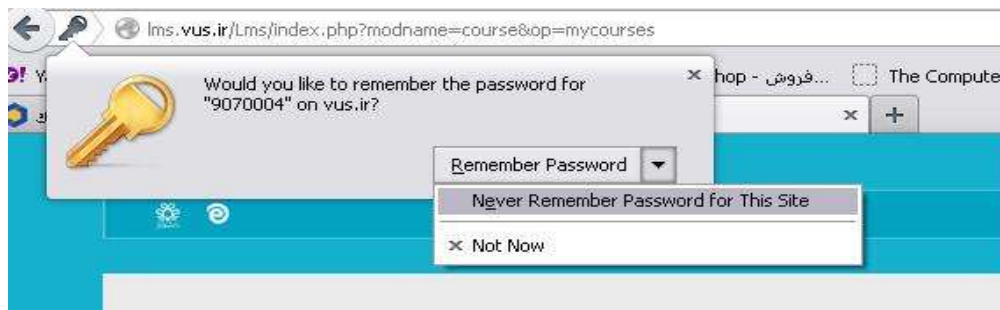 lms.vus.ir/Lms/index.php?modname=course&op=mycourses
Would you like to remember the password for
"9070004" on vus.ir?
hop - فروش...
The Compute
Remember Password
Never Remember Password for This Site
Not Now